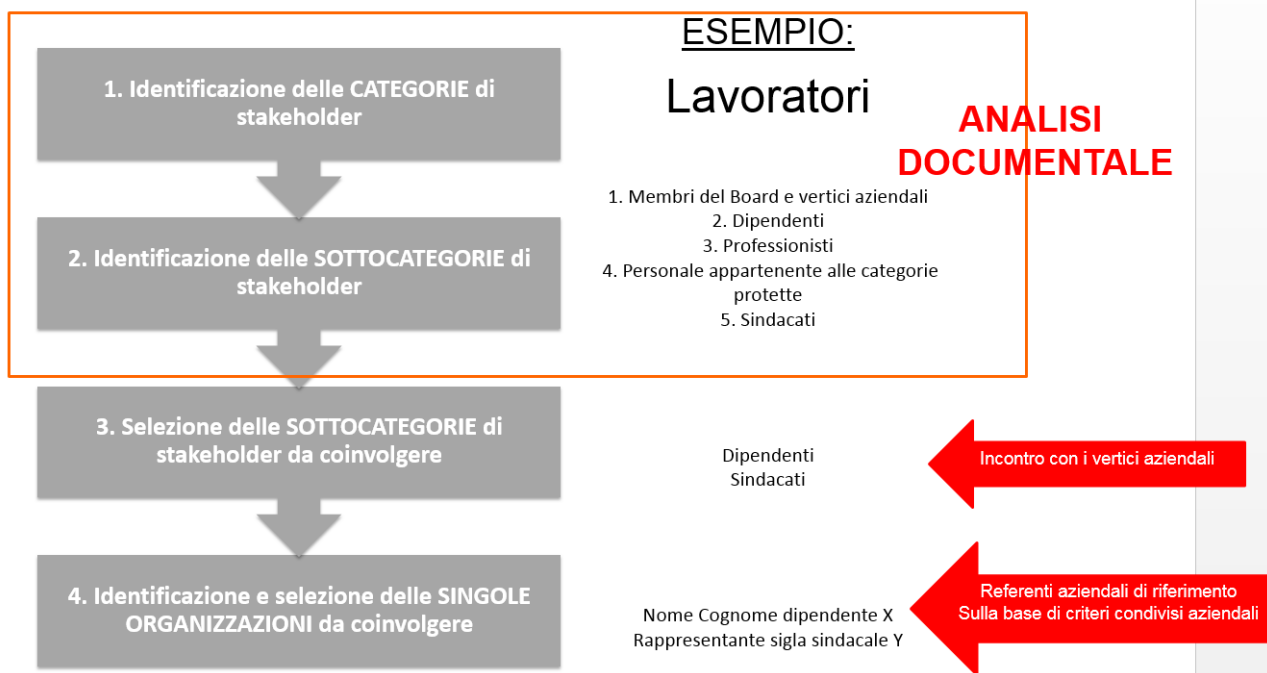 ESEMPIO:
1. Identificazione delle CATEGORIE di
stakeholder
Lavoratori
ANALISI
DOCUMENTALE
2. Identificazione delle SOTTOCATEGORIE di
stakeholder
1. Membri del Board e vertici aziendali
2. Dipendenti
3. Professionisti
4. Personale appartenente alle categorie
protette
5. Sindacati
3. Selezione delle SOTTOCATEGORIE di
stakeholder da coinvolgere
Dipendenti
Sindacati
Incontro con i vertici aziendali
4. Identificazione e selezione delle SINGOLE
ORGANIZZAZIONI da coinvolgere
Nome Cognome dipendente X
Rappresentante sigla sindacale Y
Referenti aziendali di riferimento
Sulla base di criteri condivisi aziendali